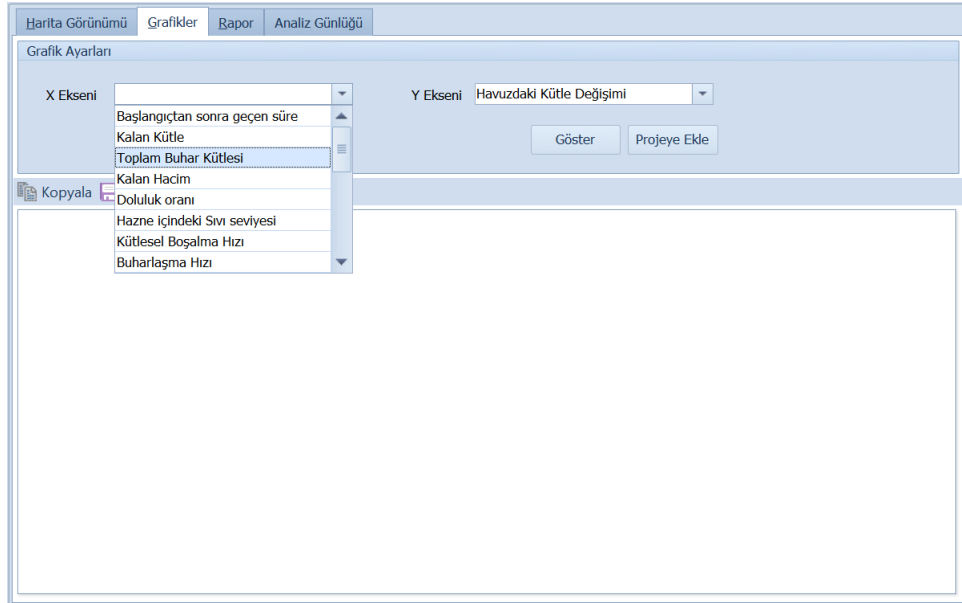 Harita Görünümü Grafikler Rapor Analiz Günlüğü
Grafik Ayarları
X Ekseni Y Ekseni Havuzdaki Kütle Değişimi
Başlangıçtan sonra geçen süre
Kalan Kütle
Toplam Buhar Kütlesi
Kalan Hacim
Doluluk oranı
Hazne içindeki Sıvı seviyesi
Kütlesel Boşalma Hızı
Buharlaşma Hızı
Göster Projeye Ekle
Kopyala